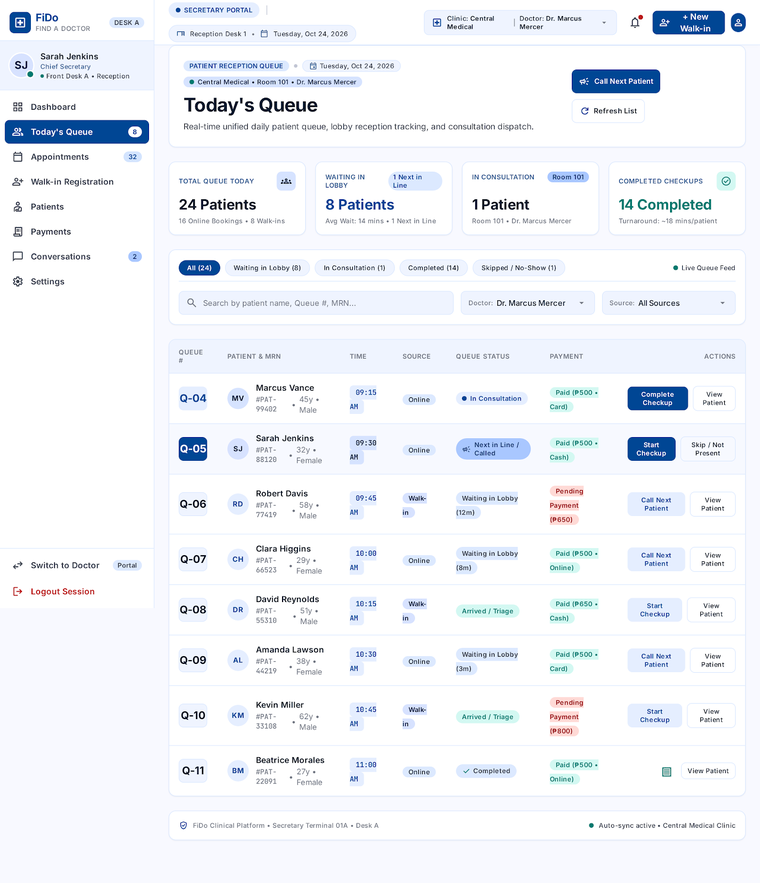 FiDo
FIND A DOCTOR
DESK A
SJ
Sarah Jenkins
Chief Secretary
Front Desk A • Reception
Dashboard
Today's Queue
8
Appointments
32
Walk-in Registration
Patients
Payments
Conversations
2
Settings
Switch to Doctor
Portal
Logout Session
SECRETARY PORTAL
Reception Desk 1 • Tuesday, Oct 24, 2026
Clinic: Central
Medical
| Doctor: Dr. Marcus
Mercer
+ New
Walk-in
PATIENT RECEPTION QUEUE
Tuesday, Oct 24, 2026
Central Medical • Room 101 • Dr. Marcus Mercer
Today's Queue
Real-time unified daily patient queue, lobby reception tracking, and consultation dispatch.
Call Next Patient
Refresh List
TOTAL QUEUE TODAY
24 Patients
16 Online Bookings • 8 Walk-ins
WAITING IN
LOBBY
1 Next in
Line
8 Patients
Avg Wait: 14 mins • 1 Next in Line
IN CONSULTATION
Room 101
1 Patient
Room 101 • Dr. Marcus Mercer
COMPLETED CHECKUPS
14 Completed
Turnaround: ~18 mins/patient
All (24)
Waiting in Lobby (8)
In Consultation (1)
Completed (14)
Skipped / No-Show (1)
Live Queue Feed
Search by patient name, Queue #, MRN...
Doctor: Dr. Marcus Mercer
Source: All Sources
QUEUE
#
PATIENT & MRN
TIME
SOURCE
QUEUE STATUS
PAYMENT
ACTIONS
Q-04
MV
Marcus Vance
#PAT-
99402
•
45y •
Male
09:15
AM
Online
In Consultation
Paid (₱500 •
Card)
Complete
Checkup
View
Patient
Q-05
SJ
Sarah Jenkins
#PAT-
88120
•
32y •
Female
09:30
AM
Online
Next in Line /
Called
Paid (₱500 •
Cash)
Start
Checkup
Skip / Not
Present
Q-06
RD
Robert Davis
#PAT-
77419
•
58y •
Male
09:45
AM
Walk-
in
Waiting in Lobby
(12m)
Pending
Payment
(₱650)
Call Next
Patient
View
Patient
Q-07
CH
Clara Higgins
#PAT-
66523
•
29y •
Female
10:00
AM
Online
Waiting in Lobby
(8m)
Paid (₱500 •
Online)
Call Next
Patient
View
Patient
Q-08
DR
David Reynolds
#PAT-
55310
•
51y •
Male
10:15
AM
Walk-
in
Arrived / Triage
Paid (₱650 •
Cash)
Start
Checkup
View
Patient
Q-09
AL
Amanda Lawson
#PAT-
44219
•
38y •
Female
10:30
AM
Online
Waiting in Lobby
(3m)
Paid (₱500 •
Card)
Call Next
Patient
View
Patient
Q-10
KM
Kevin Miller
#PAT-
33108
•
62y •
Male
10:45
AM
Walk-
in
Arrived / Triage
Pending
Payment
(₱800)
Start
Checkup
View
Patient
Q-11
BM
Beatrice Morales
#PAT-
22091
•
27y •
Female
11:00
AM
Online
Completed
Paid (₱500 •
Online)
View Patient
FiDo Clinical Platform • Secretary Terminal 01A • Desk A
Auto-sync active • Central Medical Clinic